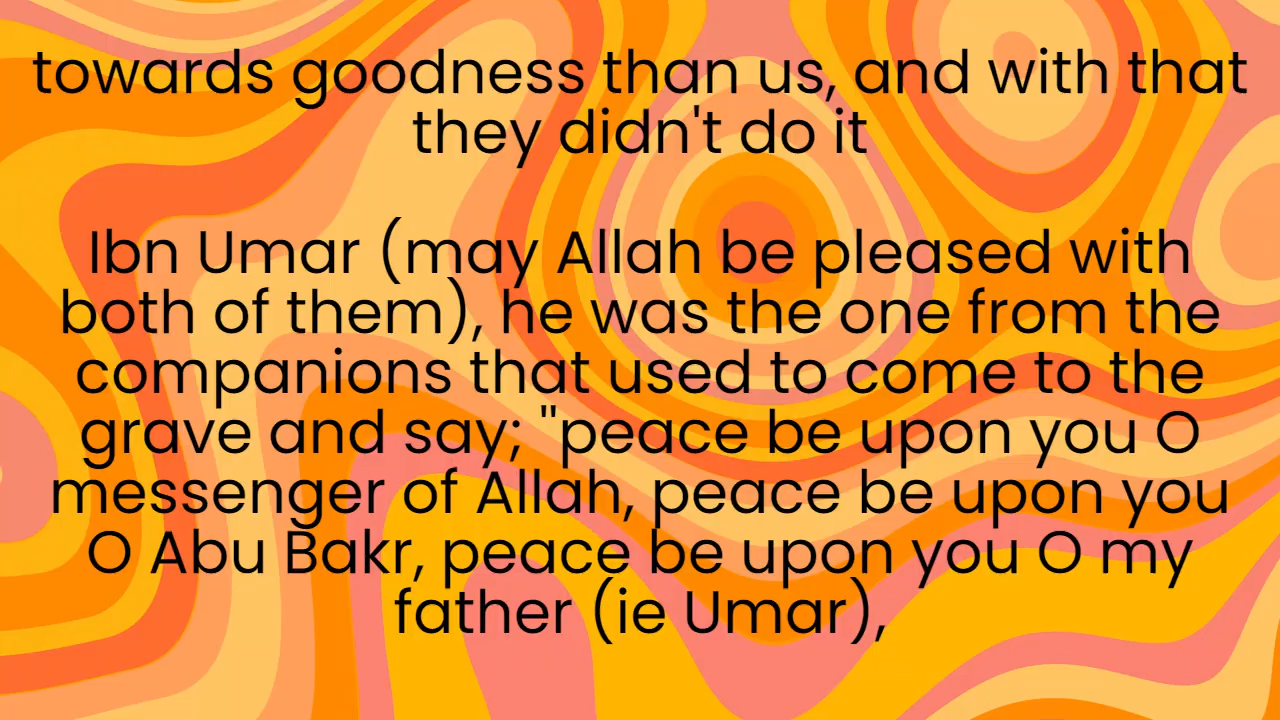 towards goodness than us, and with that
they didn't do it
Ibn Umar (may Allah be pleased with
both of them), he was the one from the
companions that used to come to the
grave and say; "peace be upon you O
messenger of Allah, peace be upon you
O Abu Bakr, peace be upon you O my
father (ie Umar),